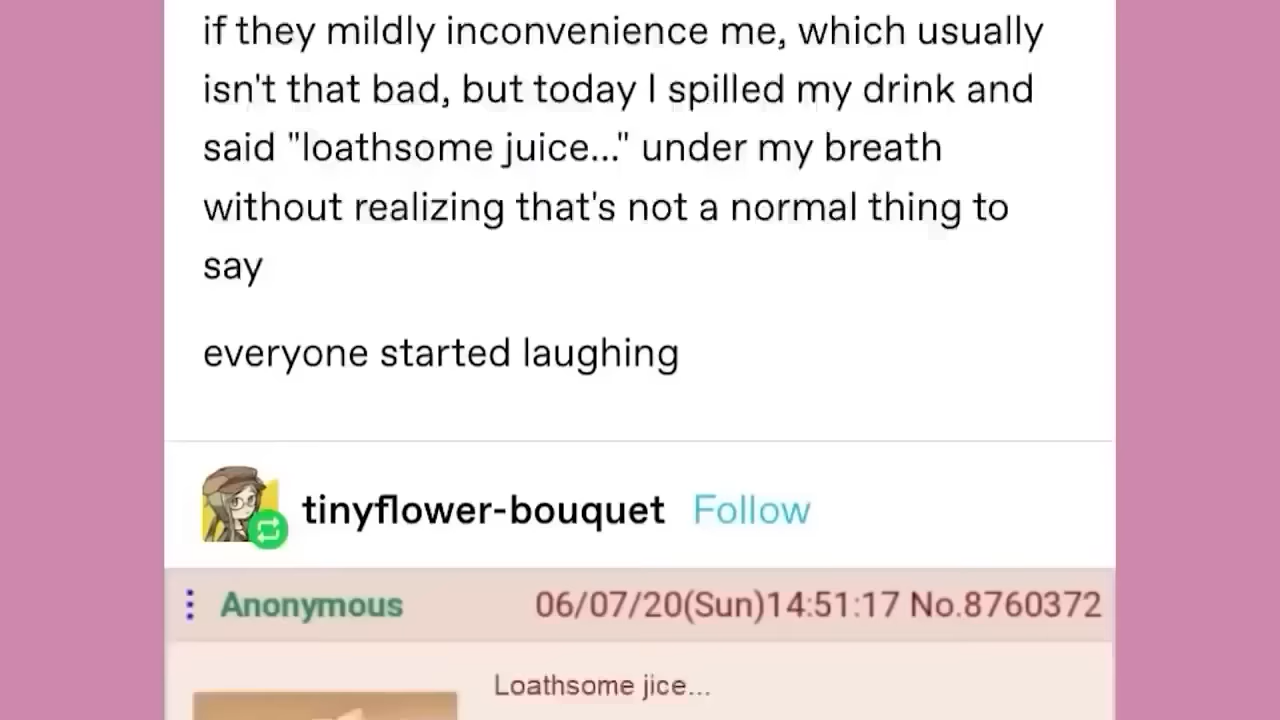 if they mildly inconvenience me, which usually
isn't that bad, but today I spilled my drink and
said "loathsome juice..." under my breath
without realizing that's not a normal thing to
say
everyone started laughing
tinyflower-bouquet Follow
Anonymous 06/07/20(Sun)14:51:17 No.8760372
Loathsome jice...